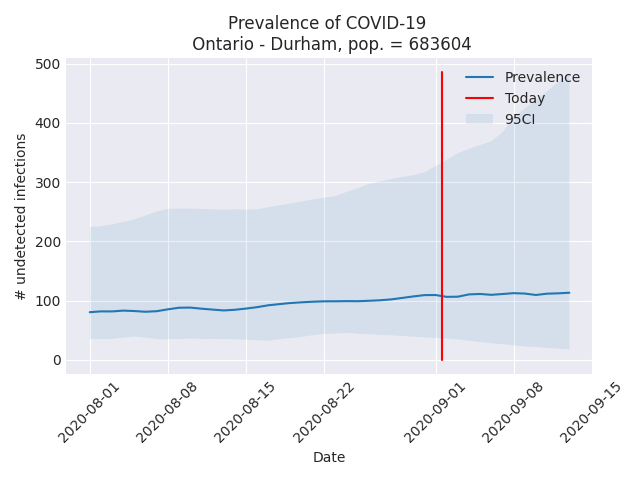 Prevalence of COVID-19
Ontario - Durham, pop. = 683604
500
400
300
200
100
0
# undetected infections
Prevalence
Today
95CI
2020-08-01
2020-08-08
2020-08-15
2020-08-22
2020-09-01
2020-09-08
2020-09-15
Date